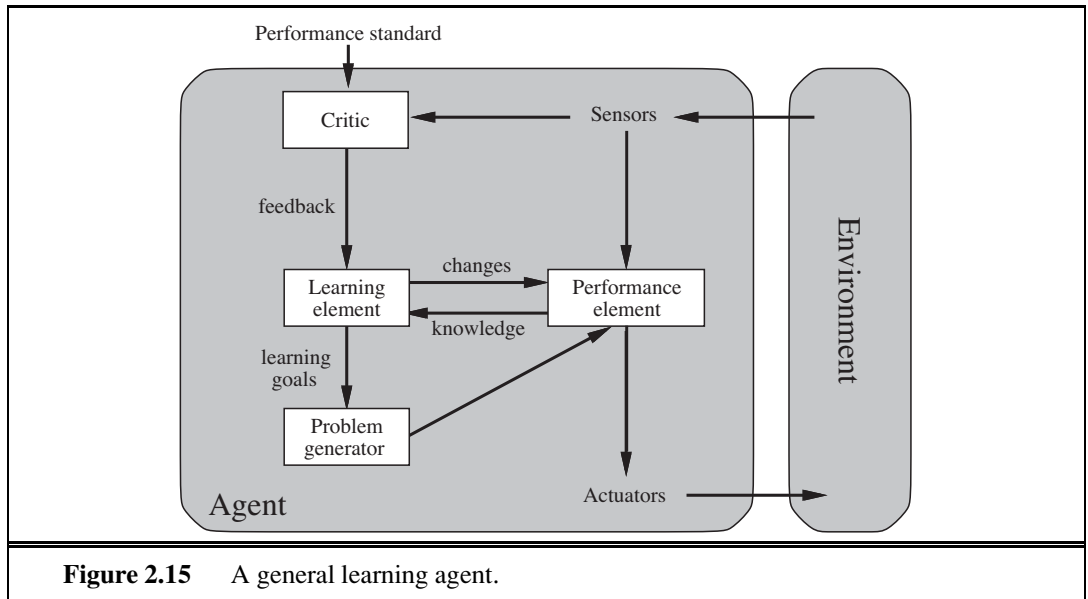 Performance standard
Critic
Sensors
feedback
changes
Learning
element
Performance
element
knowledge
learning
goals
Problem
generator
Agent
Actuators
Environment
Figure 2.15 A general learning agent.